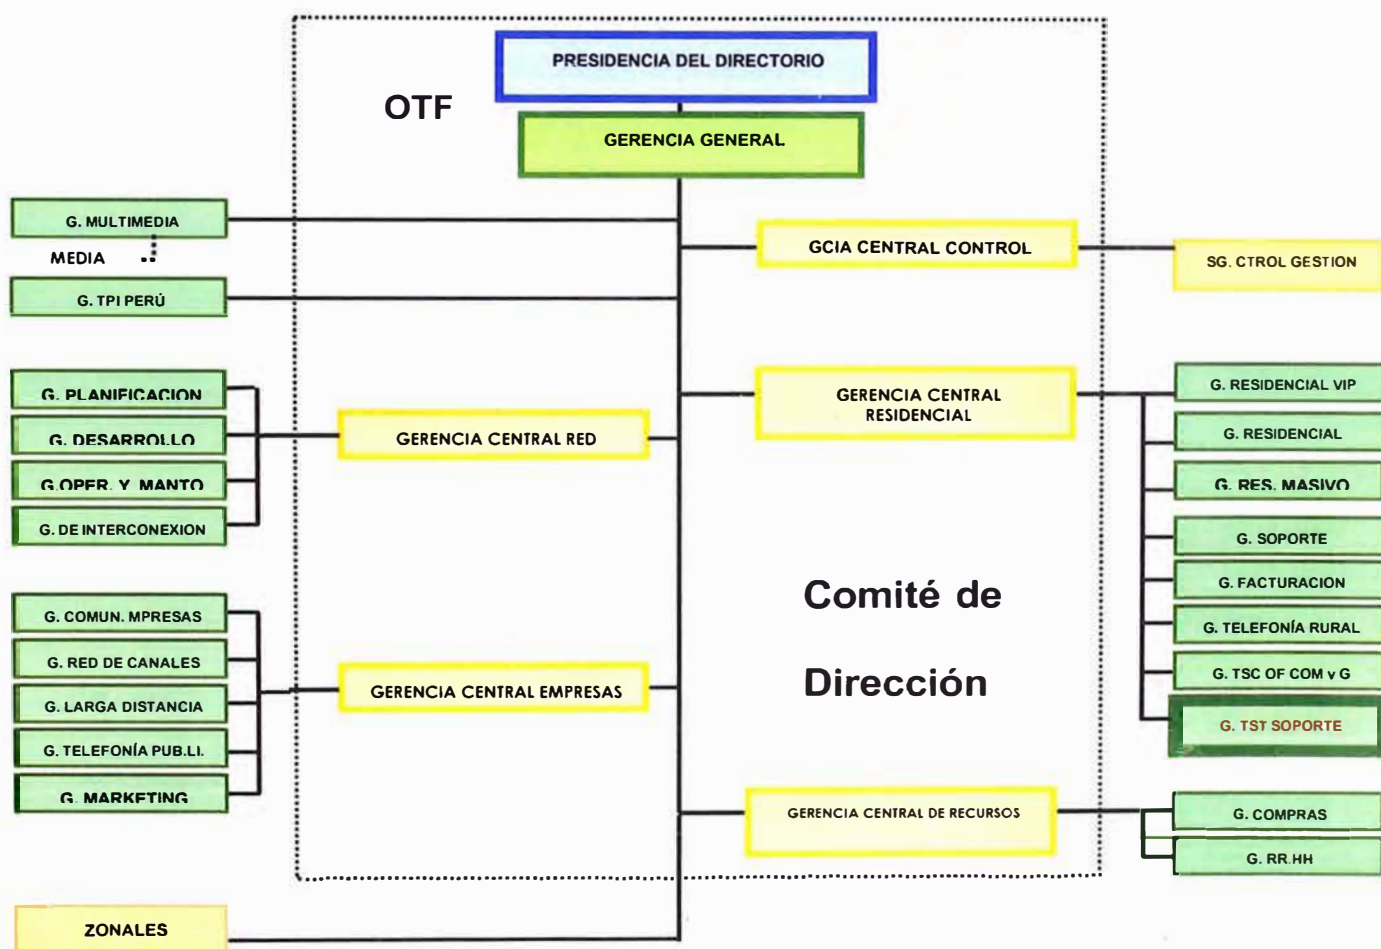 PRESIDENCIA DEL DIRECTORIO
OTF
GERENCIA GENERAL
G. MULTIMEDIA
MEDIA
G. TPI PERÚ
GCIA CENTRAL CONTROL
SG. CTROL GESTION
G. PLANIFICACION
G. DESARROLLO
G.OPER. Y MANTO
G. DE INTERCONEXION
GERENCIA CENTRAL RED
GERENCIA CENTRAL
RESIDENCIAL
G. RESIDENCIAL VIP
G. RESIDENCIAL
G. RES. MASIVO
G. SOPORTE
G. FACTURACION
G. TELEFONÍA RURAL
G. TSC OF COM y G
G. TST SOPORTE
Comité de
Dirección
G. COMUN. MPRESAS
G. RED DE CANALES
G. LARGA DISTANCIA
G. TELEFONÍA PUB.LI.
G. MARKETING
GERENCIA CENTRAL EMPRESAS
GERENCIA CENTRAL DE RECURSOS
G. COMPRAS
G. RR.HH
ZONALES